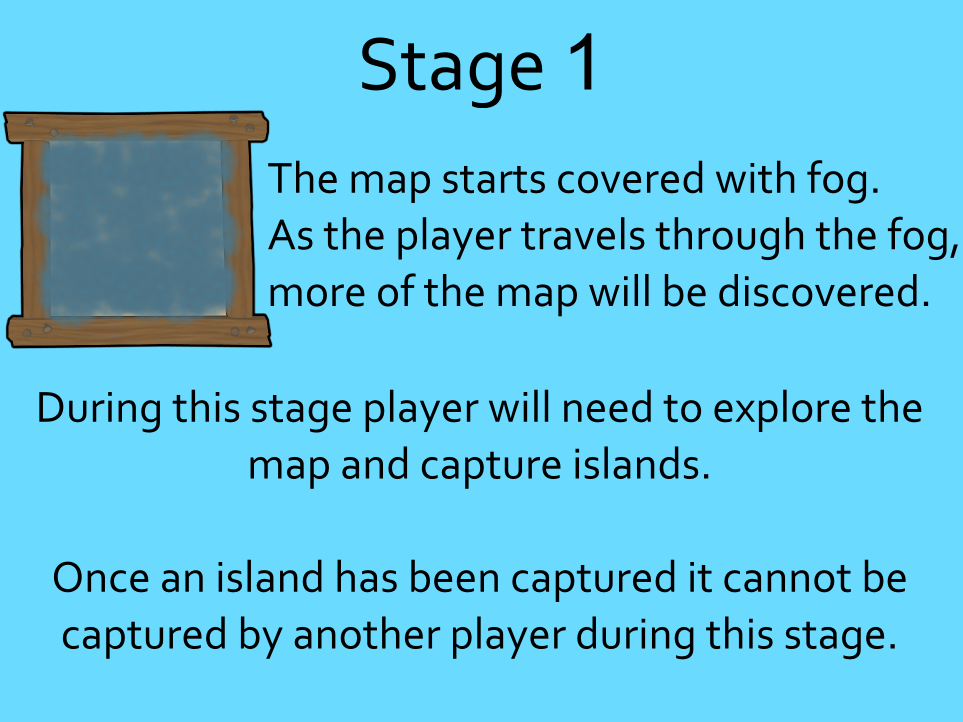 Stage 1
The map starts covered with fog.
As the player travels through the fog,
more of the map will be discovered.
During this stage player will need to explore the
map and capture islands.
Once an island has been captured it cannot be
captured by another player during this stage.